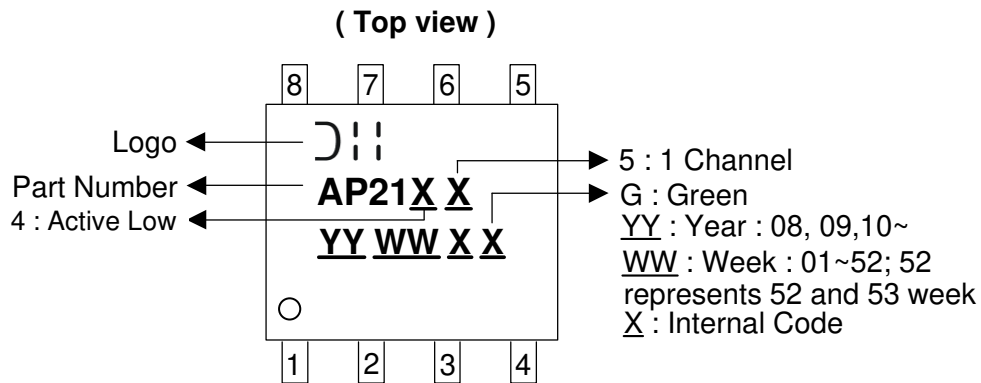 ( Top view )
8 7 6 5
Logo
Part Number
4 : Active Low
AP21X X
YY WW X X
5 : 1 Channel
G : Green
YY : Year : 08, 09,10~
WW : Week : 01~52; 52
represents 52 and 53 week
X : Internal Code
1 2 3 4